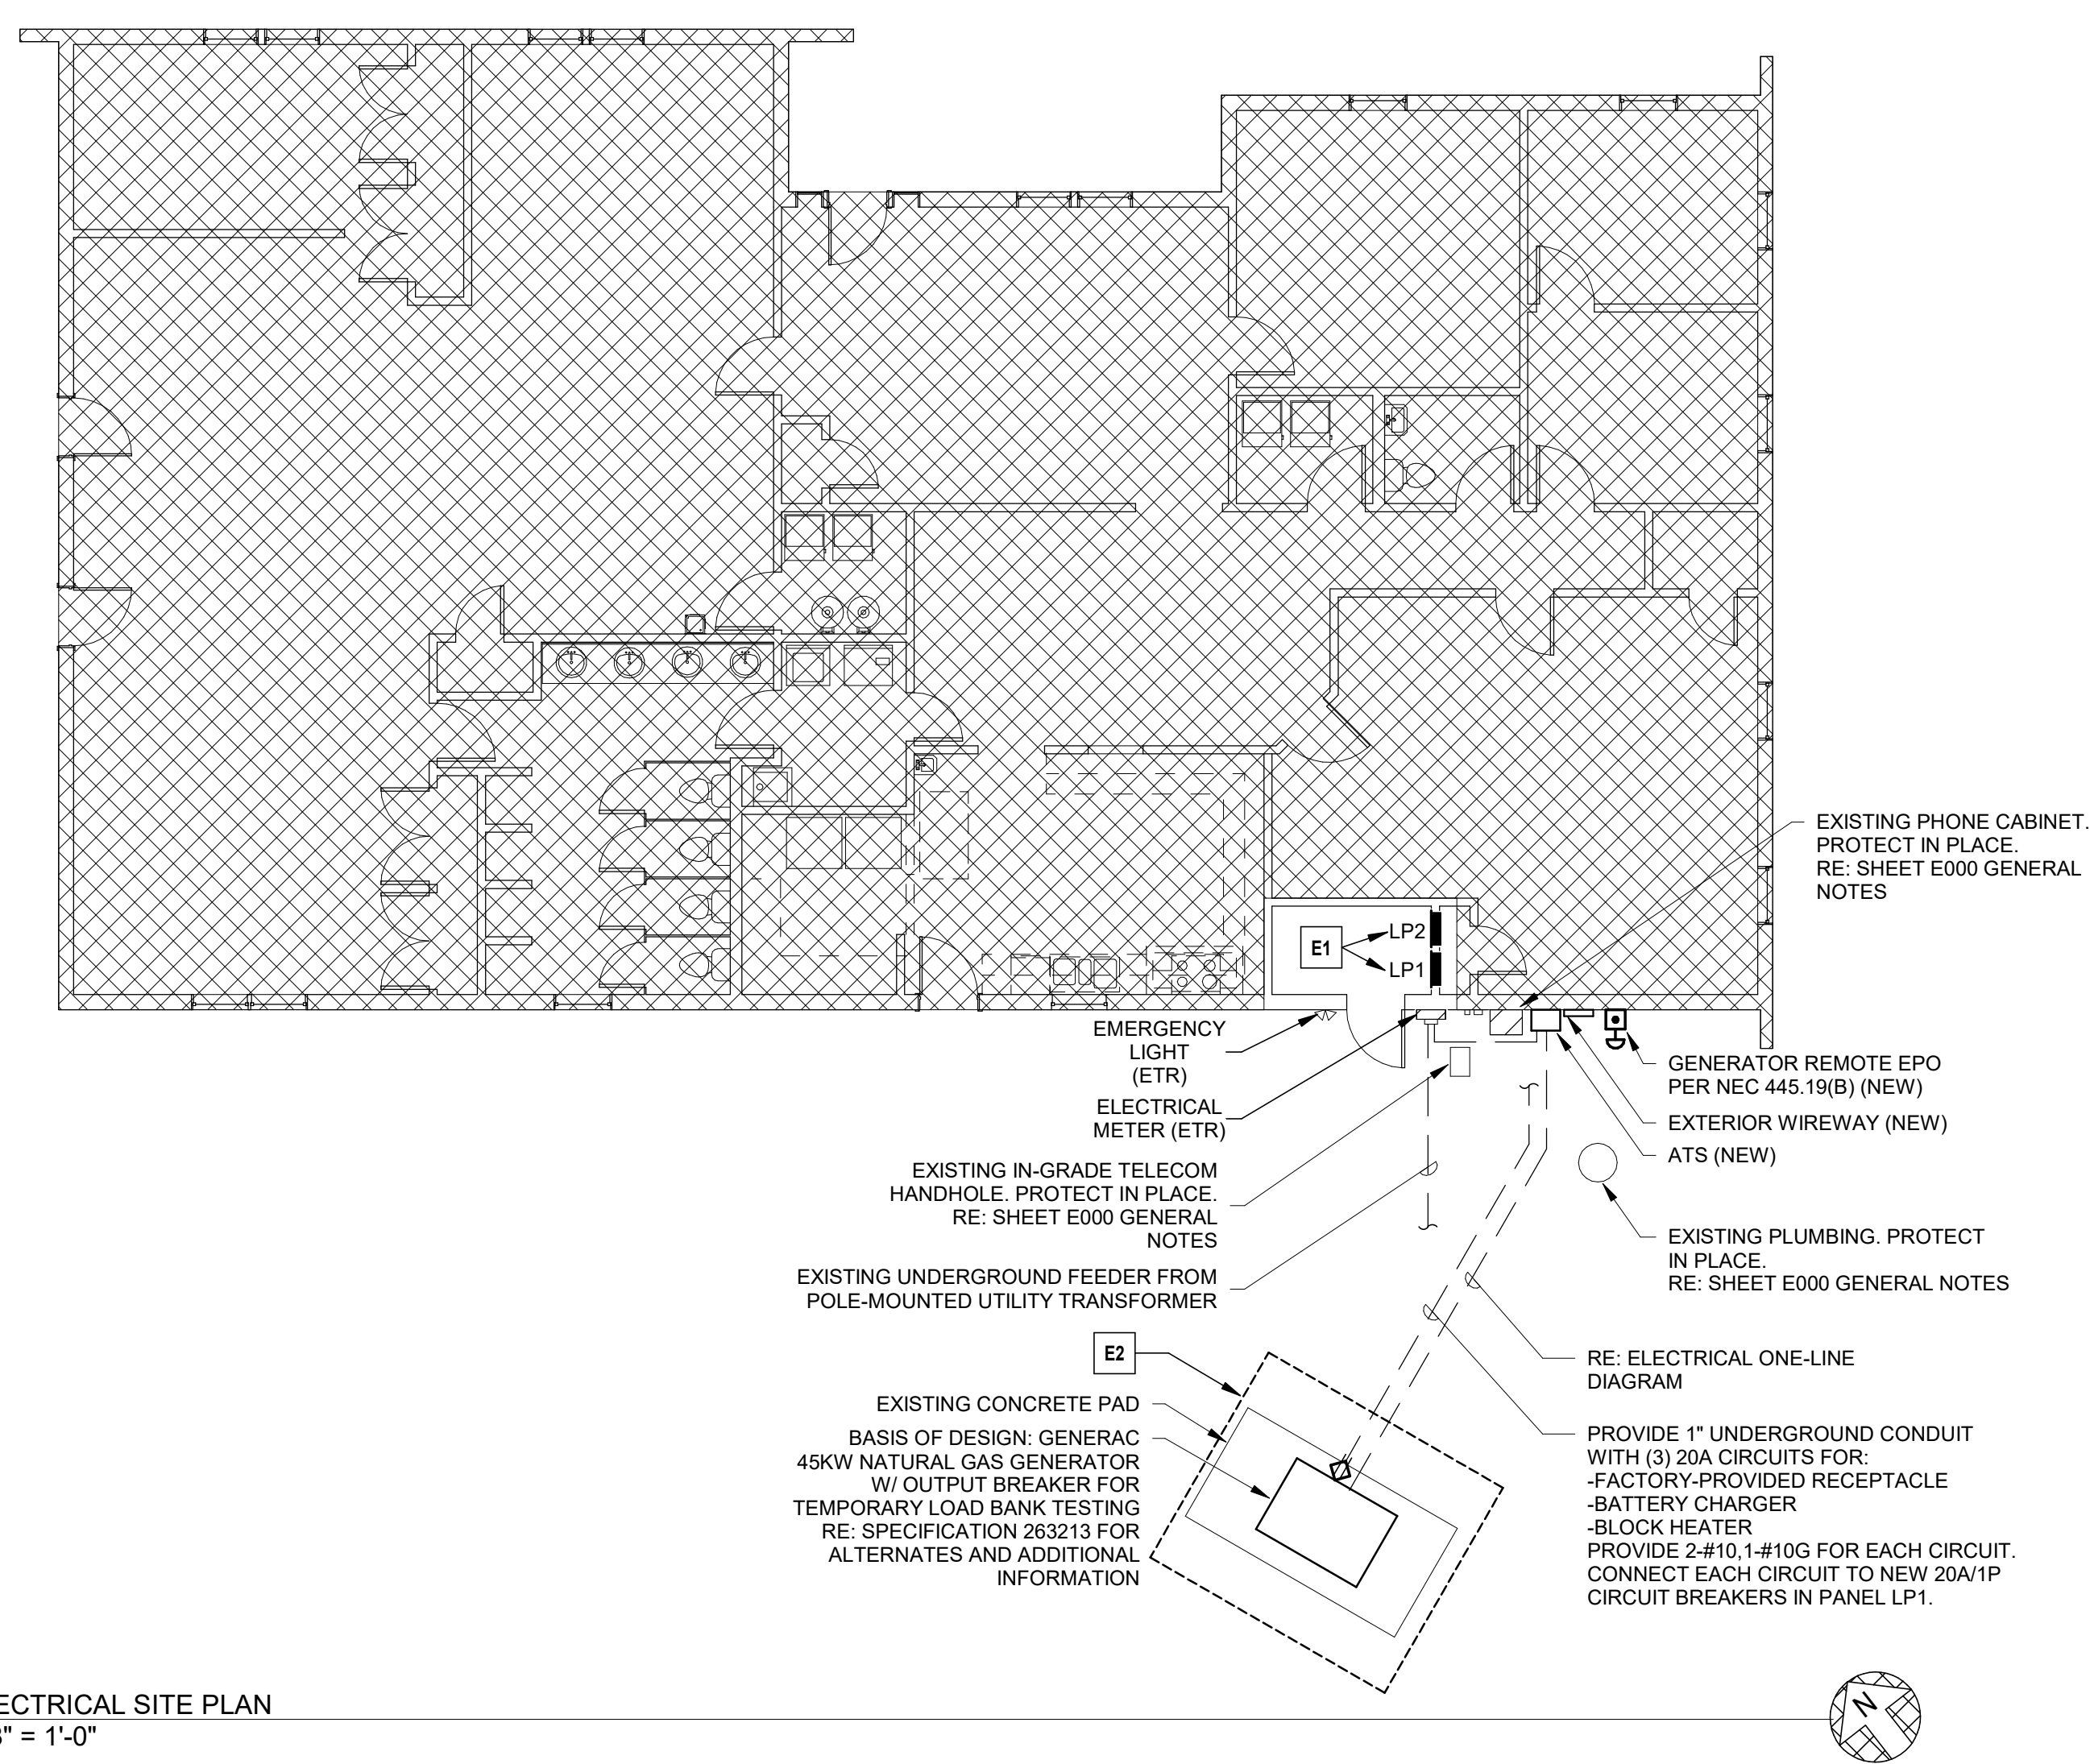 EXISTING PHONE CABINET.
PROTECT IN PLACE.
RE: SHEET E000 GENERAL
NOTES
E1
LP2
LP1
EMERGENCY
LIGHT
(ETR)
ELECTRICAL
METER (ETR)
EXISTING IN-GRADE TELECOM
HANDHOLE. PROTECT IN PLACE.
RE: SHEET E000 GENERAL
NOTES
EXISTING UNDERGROUND FEEDER FROM
POLE-MOUNTED UTILITY TRANSFORMER
GENERATOR REMOTE EPO
PER NEC 445.19(B) (NEW)
EXTERIOR WIREWAY (NEW)
ATS (NEW)
EXISTING PLUMBING. PROTECT
IN PLACE.
RE: SHEET E000 GENERAL NOTES
E2
EXISTING CONCRETE PAD
BASIS OF DESIGN: GENERAC
45KW NATURAL GAS GENERATOR
W/ OUTPUT BREAKER FOR
TEMPORARY LOAD BANK TESTING
RE: SPECIFICATION 263213 FOR
ALTERNATES AND ADDITIONAL
INFORMATION
RE: ELECTRICAL ONE-LINE
DIAGRAM
PROVIDE 1" UNDERGROUND CONDUIT
WITH (3) 20A CIRCUITS FOR:
-FACTORY-PROVIDED RECEPTACLE
-BATTERY CHARGER
-BLOCK HEATER
PROVIDE 2-#10,1-#10G FOR EACH CIRCUIT.
CONNECT EACH CIRCUIT TO NEW 20A/1P
CIRCUIT BREAKERS IN PANEL LP1.
ECTRICAL SITE PLAN
" = 1'-0"
N